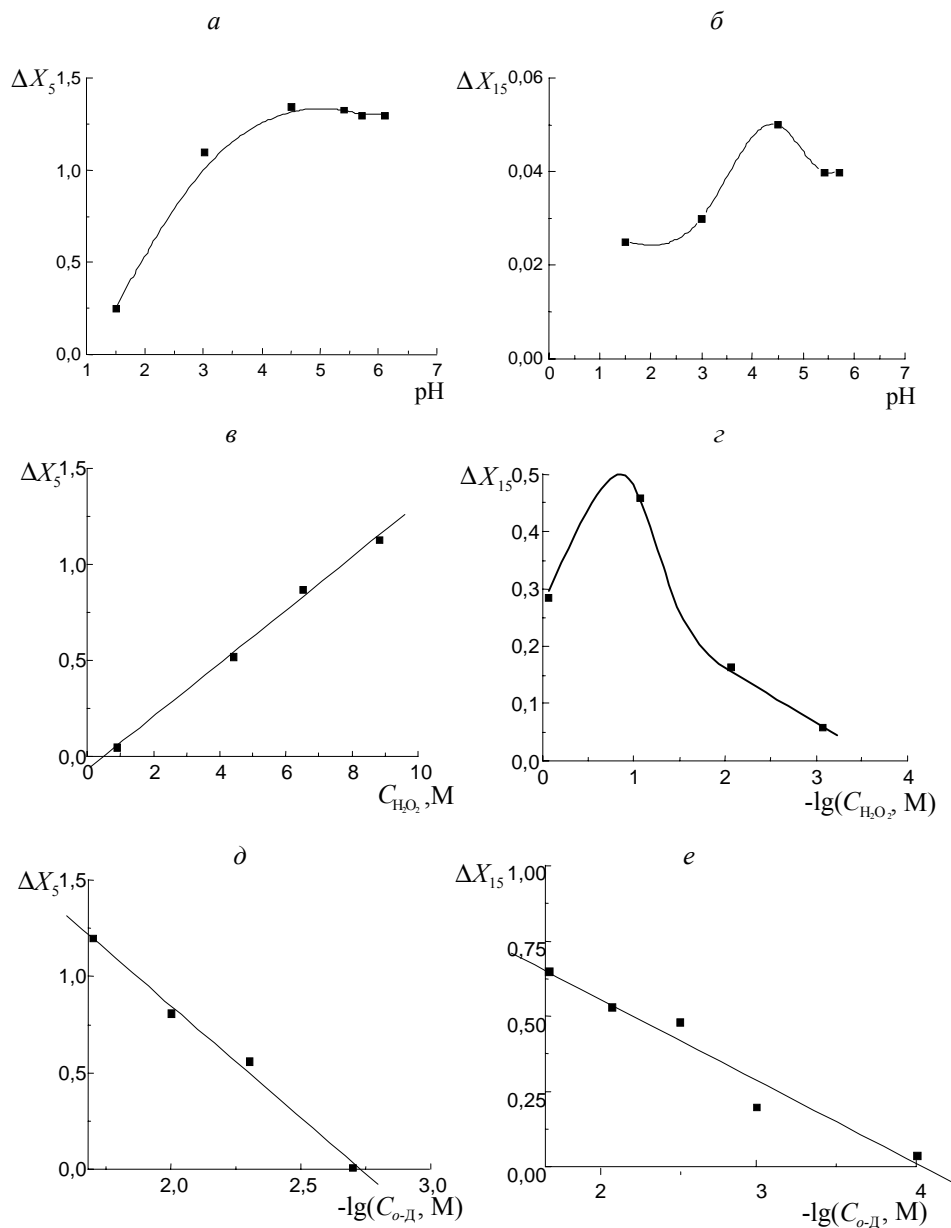 а
ΔX₅ 1,5
1,0
0,5
0,0
1 2 3 4 5 6 7
pH
б
ΔX₁₅ 0,06
0,04
0,02
0,00
0 1 2 3 4 5 6 7
pH
в
ΔX₅ 1,5
1,0
0,5
0,0
0 2 4 6 8 10
C_H₂O₂, M
г
ΔX₁₅ 0,5
0,4
0,3
0,2
0,1
0,0
0 1 2 3 4
-lg(C_H₂O₂, M)
д
ΔX₅ 1,5
1,0
0,5
0,0
2,0 2,5 3,0
-lg(C_о-Д, M)
е
ΔX₁₅ 1,00
0,75
0,50
0,25
0,00
2 3 4
-lg(C_о-Д, M)